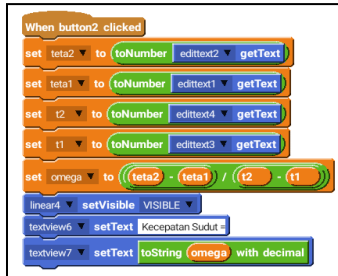 When button2 clicked
set teta2 to toNumber edittext2 getText
set teta1 to toNumber edittext1 getText
set t2 to toNumber edittext4 getText
set t1 to toNumber edittext3 getText
set omega to teta2 - teta1 / t2 - t1
linear4 setVisible VISIBLE
textview6 setText Kecepatan Sudut =
textview7 setText toString omega with decimal